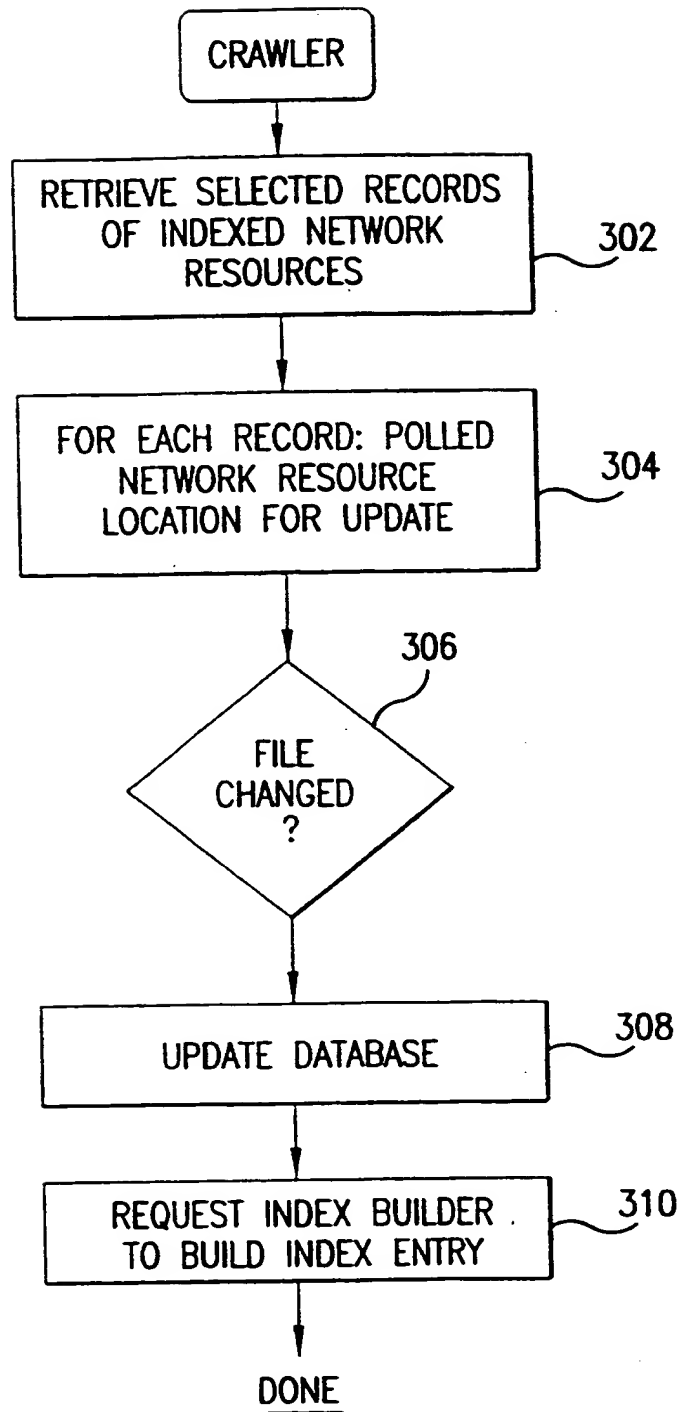 CRAWLER
RETRIEVE SELECTED RECORDS
OF INDEXED NETWORK
RESOURCES
302
FOR EACH RECORD: POLLED
NETWORK RESOURCE
LOCATION FOR UPDATE
304
306
FILE
CHANGED
?
UPDATE DATABASE
308
REQUEST INDEX BUILDER
TO BUILD INDEX ENTRY
310
DONE